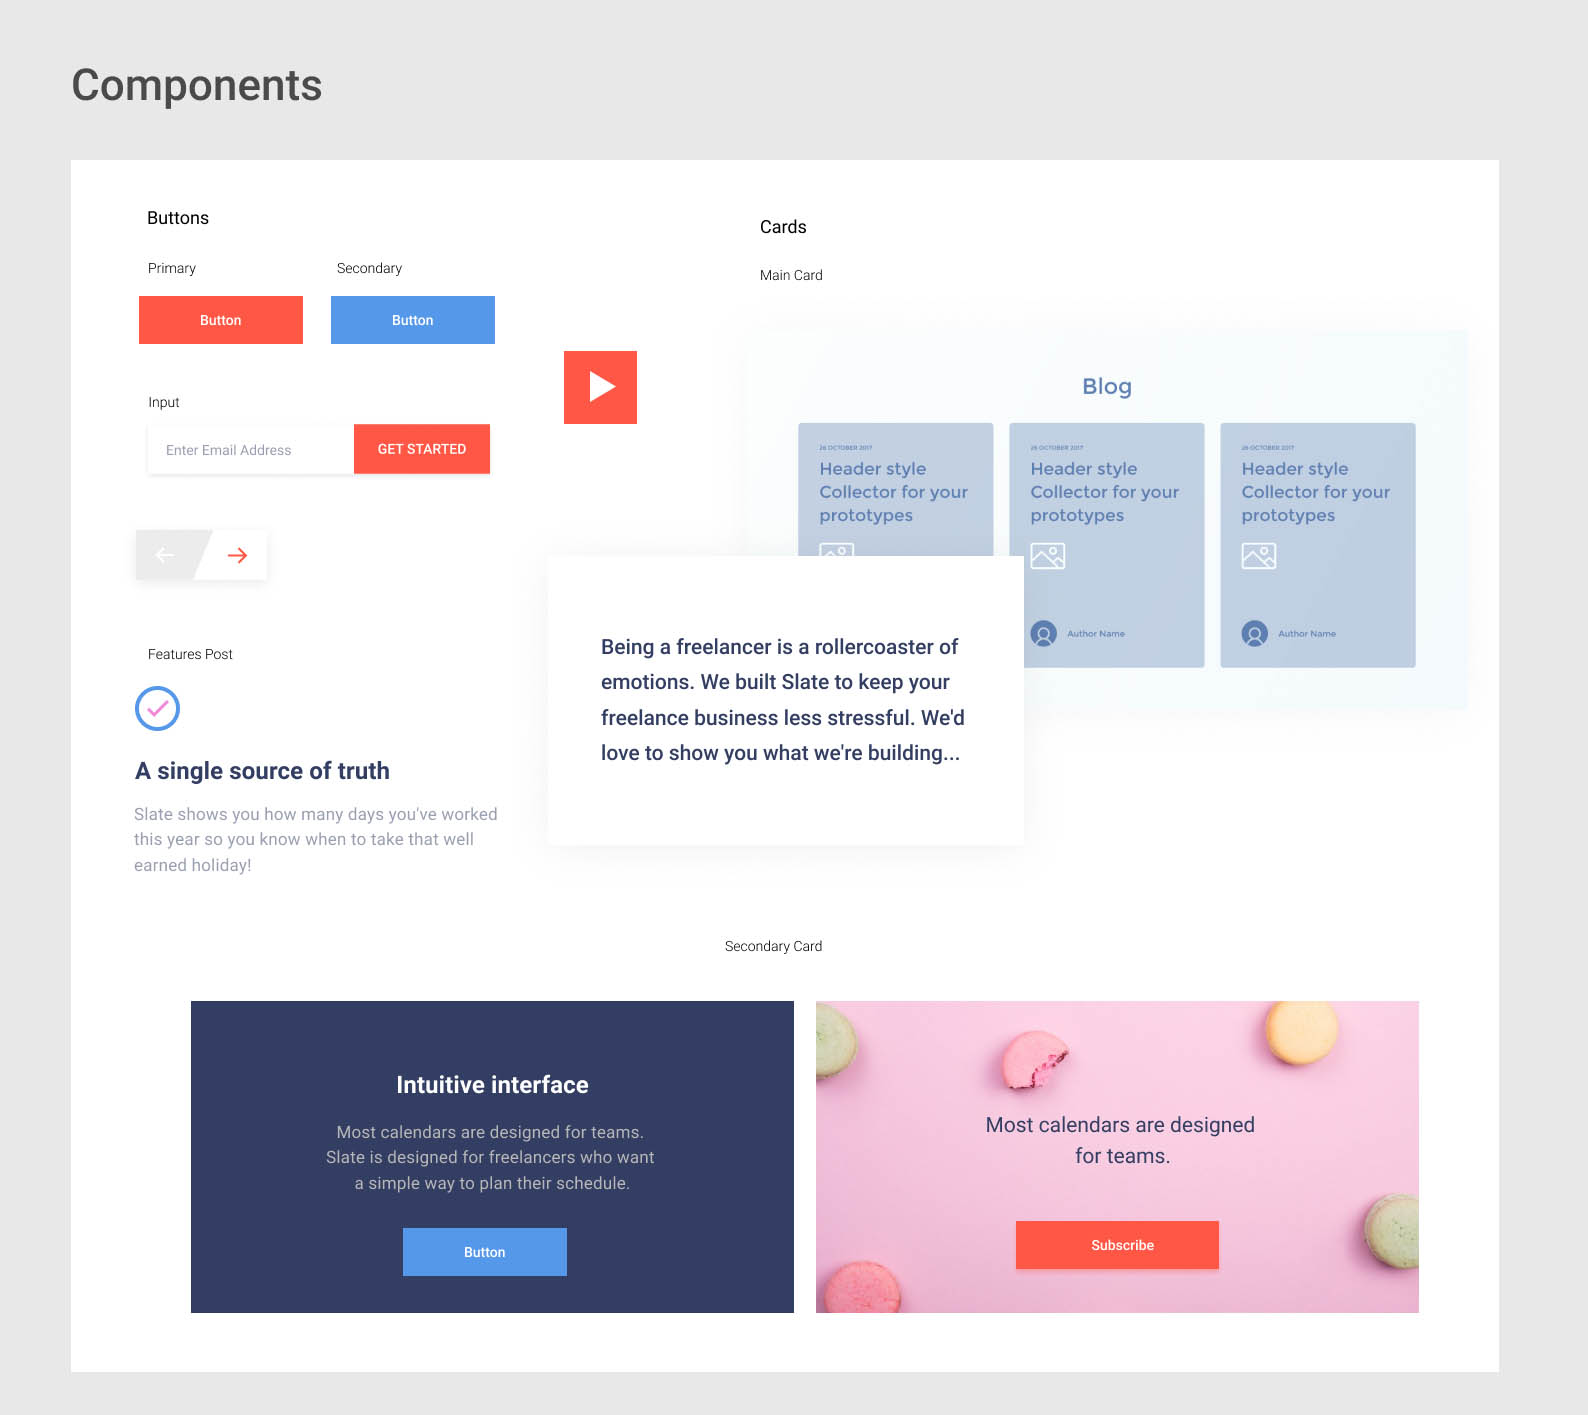 Components
Buttons
Primary
Secondary
Button
Button
Input
Enter Email Address
GET STARTED
Features Post
A single source of truth
Slate shows you how many days you've worked
this year so you know when to take that well
earned holiday!
Cards
Main Card
Blog
26 OCTOBER 2017
Header style
Collector for your
prototypes
26 OCTOBER 2017
Header style
Collector for your
prototypes
Author Name
26 OCTOBER 2017
Header style
Collector for your
prototypes
Author Name
Being a freelancer is a rollercoaster of
emotions. We built Slate to keep your
freelance business less stressful. We'd
love to show you what we're building...
Secondary Card
Intuitive interface
Most calendars are designed for teams.
Slate is designed for freelancers who want
a simple way to plan their schedule.
Button
Most calendars are designed
for teams.
Subscribe